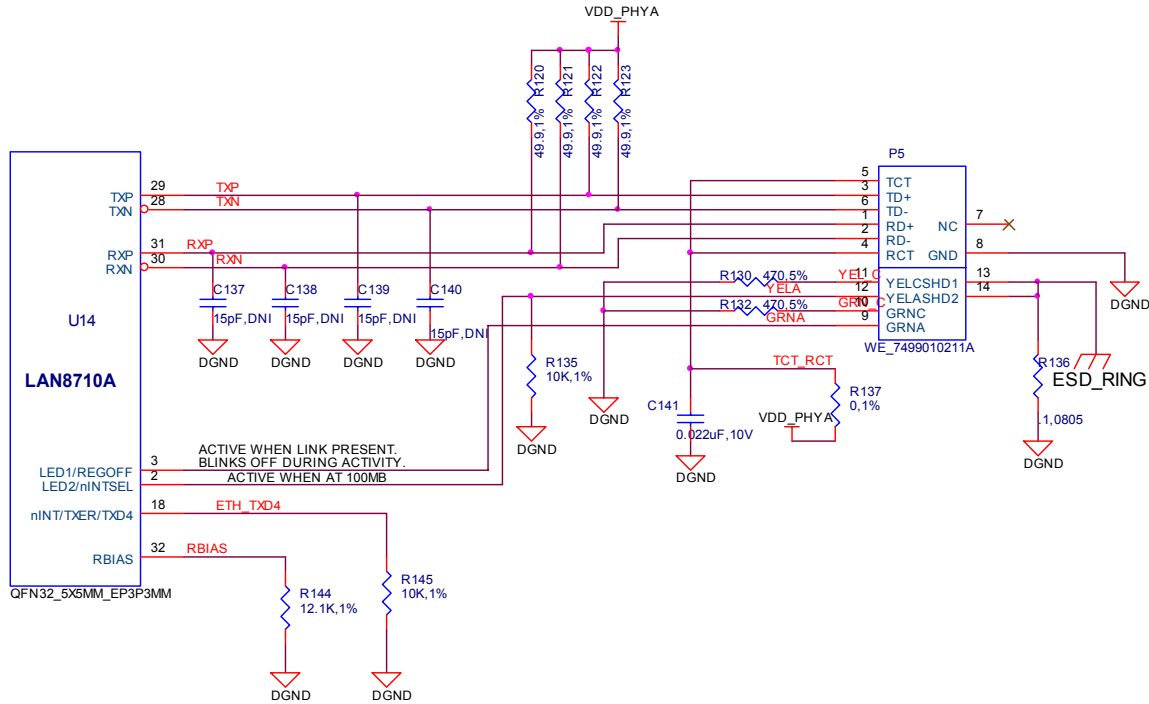 VDD_PHYA
49.9,1% R120
49.9,1% R121
49.9,1% R122
49.9,1% R123
P5
29
TXP
TXP
28
TXN
TXN
31
RXP
RXP
30
RXN
RXN
5
TCT
3
TD+
6
TD-
1
RD+
2
RD-
4
RCT
NC
7
GND
8
DGND
C137
15pF,DNI
DGND
C138
15pF,DNI
DGND
C139
15pF,DNI
DGND
C140
15pF,DNI
DGND
U14
LAN8710A
R130 470,5%
YEL_C
11
YELC
SHD1
13
YELA
12
YELA
SHD2
14
R132 470,5%
10
GRNC
GRNA
9
GRNA
WE_7499010211A
R135
10K,1%
DGND
DGND
TCT_RCT
C141
0.022uF,10V
DGND
R137
0,1%
VDD_PHYA
R136
.1,0805
DGND
ESD_RING
ACTIVE WHEN LINK PRESENT.
BLINKS OFF DURING ACTIVITY.
LED1/REGOFF
3
LED2/nINTSEL
2
ACTIVE WHEN AT 100MB
nINT/TXER/TXD4
18
ETH_TXD4
RBIAS
32
RBIAS
QFN32_5X5MM_EP3P3MM
R144
12.1K,1%
DGND
R145
10K,1%
DGND